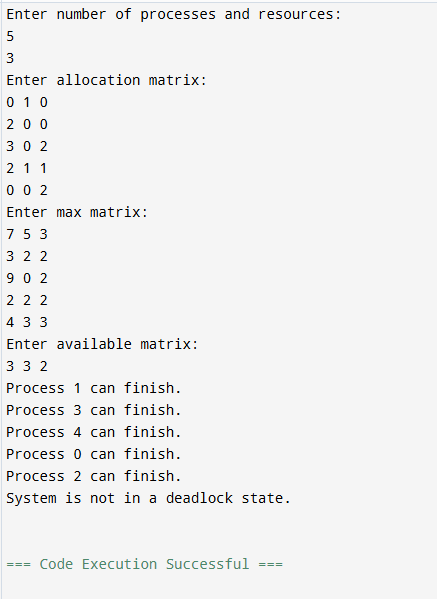 Enter number of processes and resources:
5
3
Enter allocation matrix:
0 1 0
2 0 0
3 0 2
2 1 1
0 0 2
Enter max matrix:
7 5 3
3 2 2
9 0 2
2 2 2
4 3 3
Enter available matrix:
3 3 2
Process 1 can finish.
Process 3 can finish.
Process 4 can finish.
Process 0 can finish.
Process 2 can finish.
System is not in a deadlock state.
=== Code Execution Successful ===